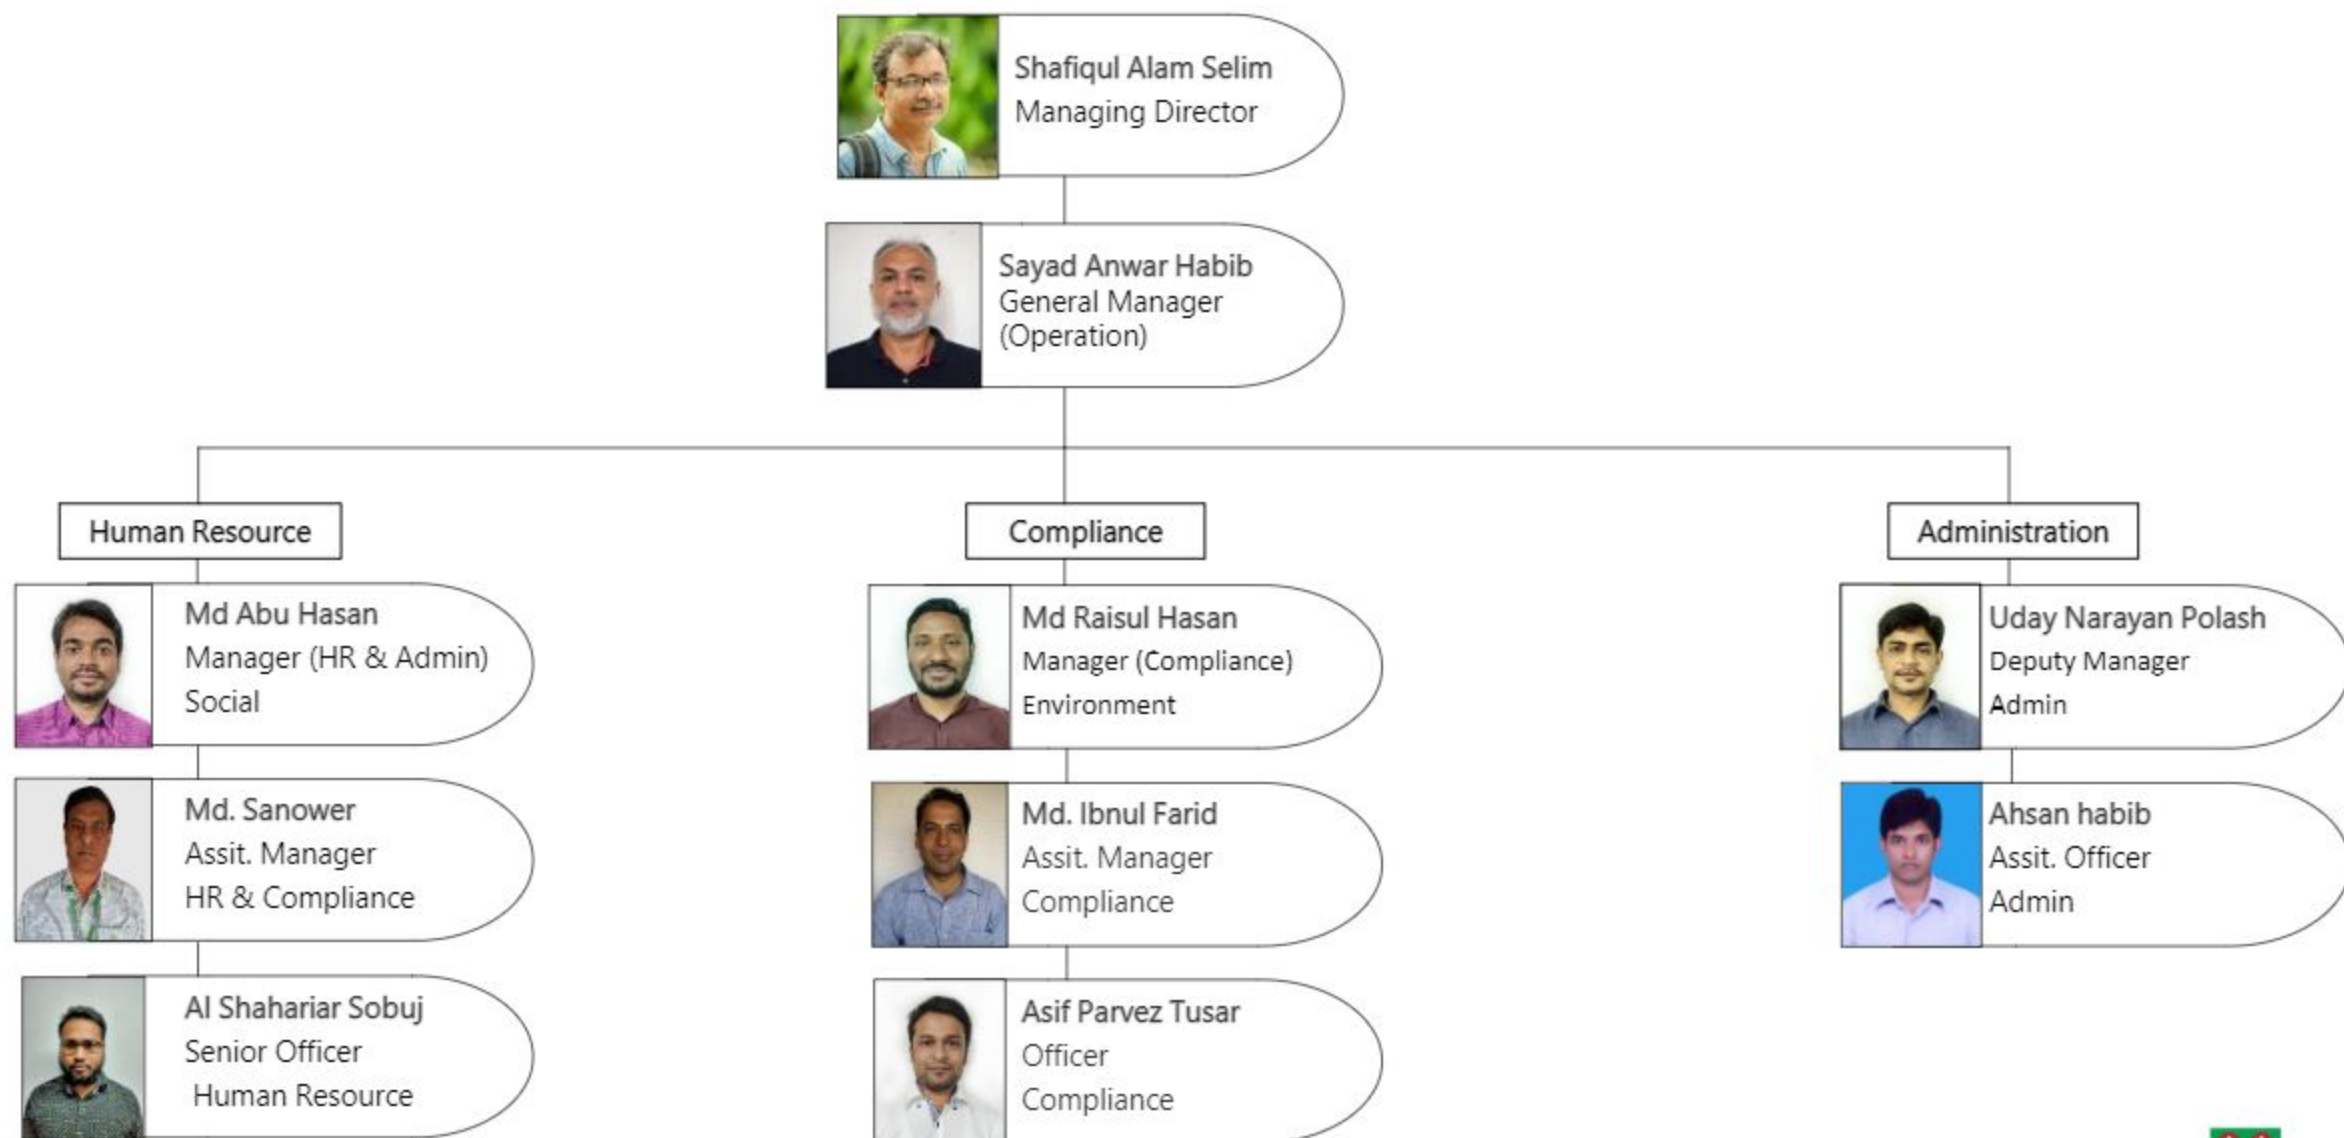 Shafiqul Alam Selim
Managing Director
Sayad Anwar Habib
General Manager
(Operation)
Human Resource
Compliance
Administration
Md Abu Hasan
Manager (HR & Admin)
Social
Md Raisul Hasan
Manager (Compliance)
Environment
Uday Narayan Polash
Deputy Manager
Admin
Md. Sanower
Assit. Manager
HR & Compliance
Md. Ibnul Farid
Assit. Manager
Compliance
Ahsan habib
Assit. Officer
Admin
Al Shahariar Sobuj
Senior Officer
Human Resource
Asif Parvez Tusar
Officer
Compliance